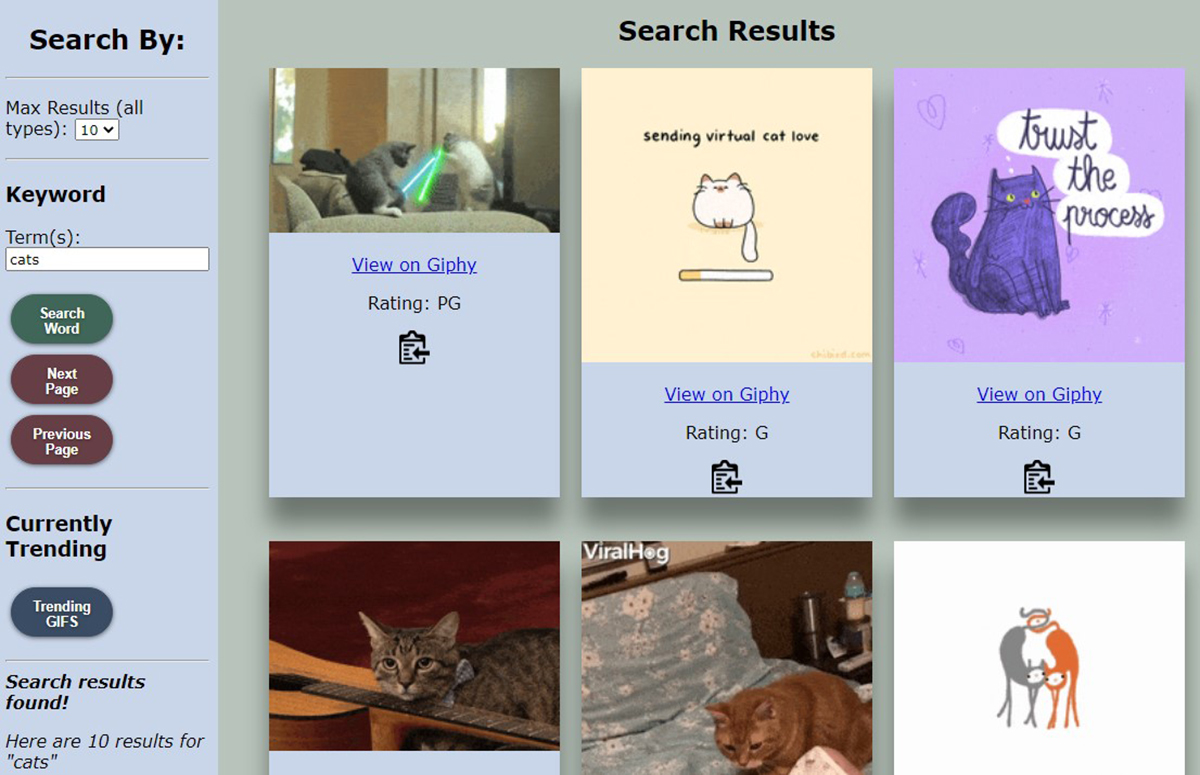 Search By:
Max Results (all
types): 10
Keyword
Term(s):
cats
Search
Word
Next
Page
Previous
Page
Currently
Trending
Trending
GIFS
Search results
found!
Here are 10 results for
"cats"
Search Results
View on Giphy
Rating: PG
sending virtual cat love
chibird.com
View on Giphy
Rating: G
trust
the
process
View on Giphy
Rating: G
ViralHog